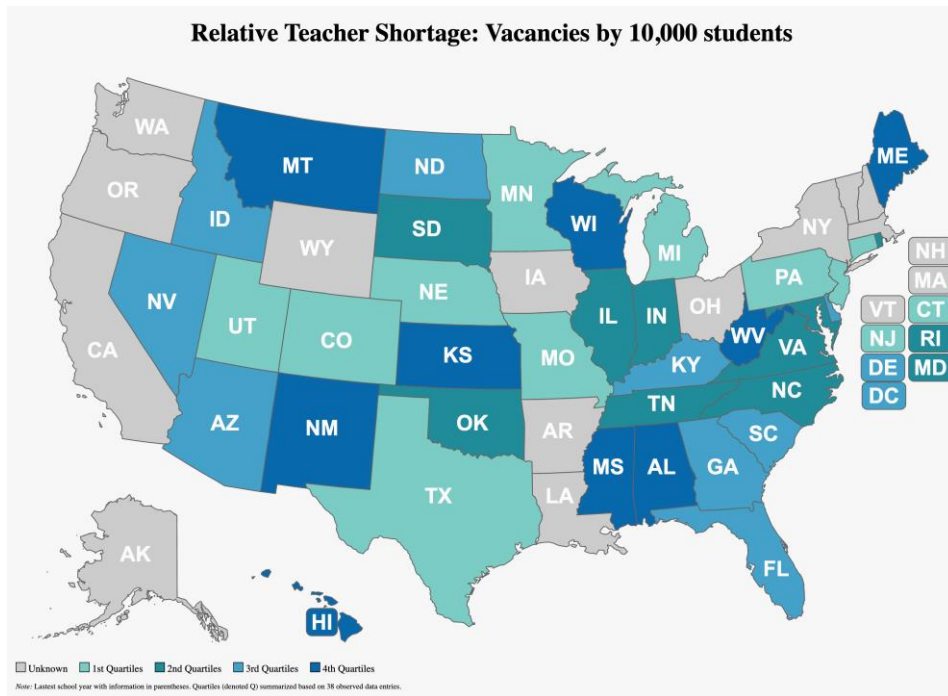 Relative Teacher Shortage: Vacancies by 10,000 students
WA
MT
ND
MN
ME
OR
ID
SD
WI
NY
WY
MI
NH
IA
NE
PA
MA
NV
OH
VT
CT
UT
IL
IN
CO
NJ
RI
CA
WV
VA
KS
MO
KY
DE
MD
DC
NC
TN
AZ
NM
OK
AR
SC
MS
AL
GA
TX
LA
AK
FL
HI
Unknown 1st Quartiles 2nd Quartiles 3rd Quartiles 4th Quartiles
Note: Lastest school year with information in parentheses. Quartiles (denoted Q) summarized based on 38 observed data entries.